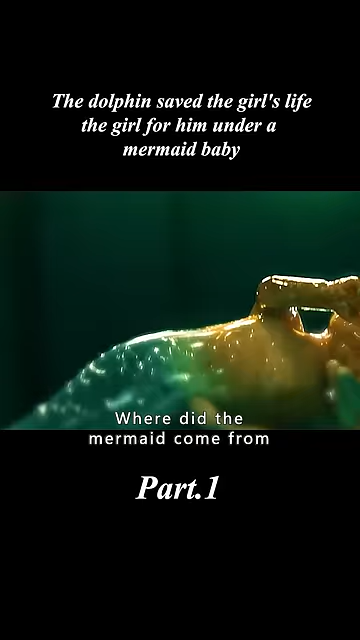 The dolphin saved the girl's life
the girl for him under a
mermaid baby
Where did the
mermaid come from
Part.1